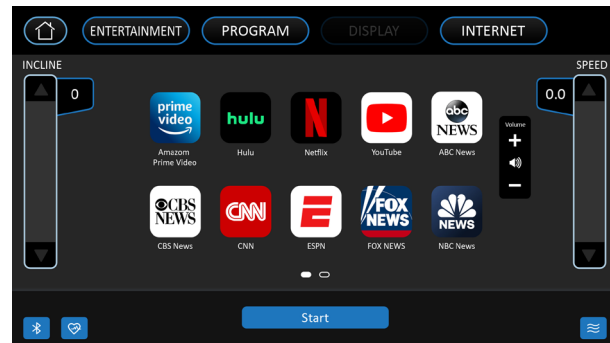 ENTERTAINMENT
PROGRAM
DISPLAY
INTERNET
INCLINE
SPEED
0
0.0
prime
video
hulu
N
abc
NEWS
Volume
+
−
Amazom
Prime Video
Hulu
Netflix
YouTube
ABC News
CBS
NEWS
CNN
E
FOX
NEWS
NEWS
CBS News
CNN
ESPN
FOX NEWS
NBC News
Start